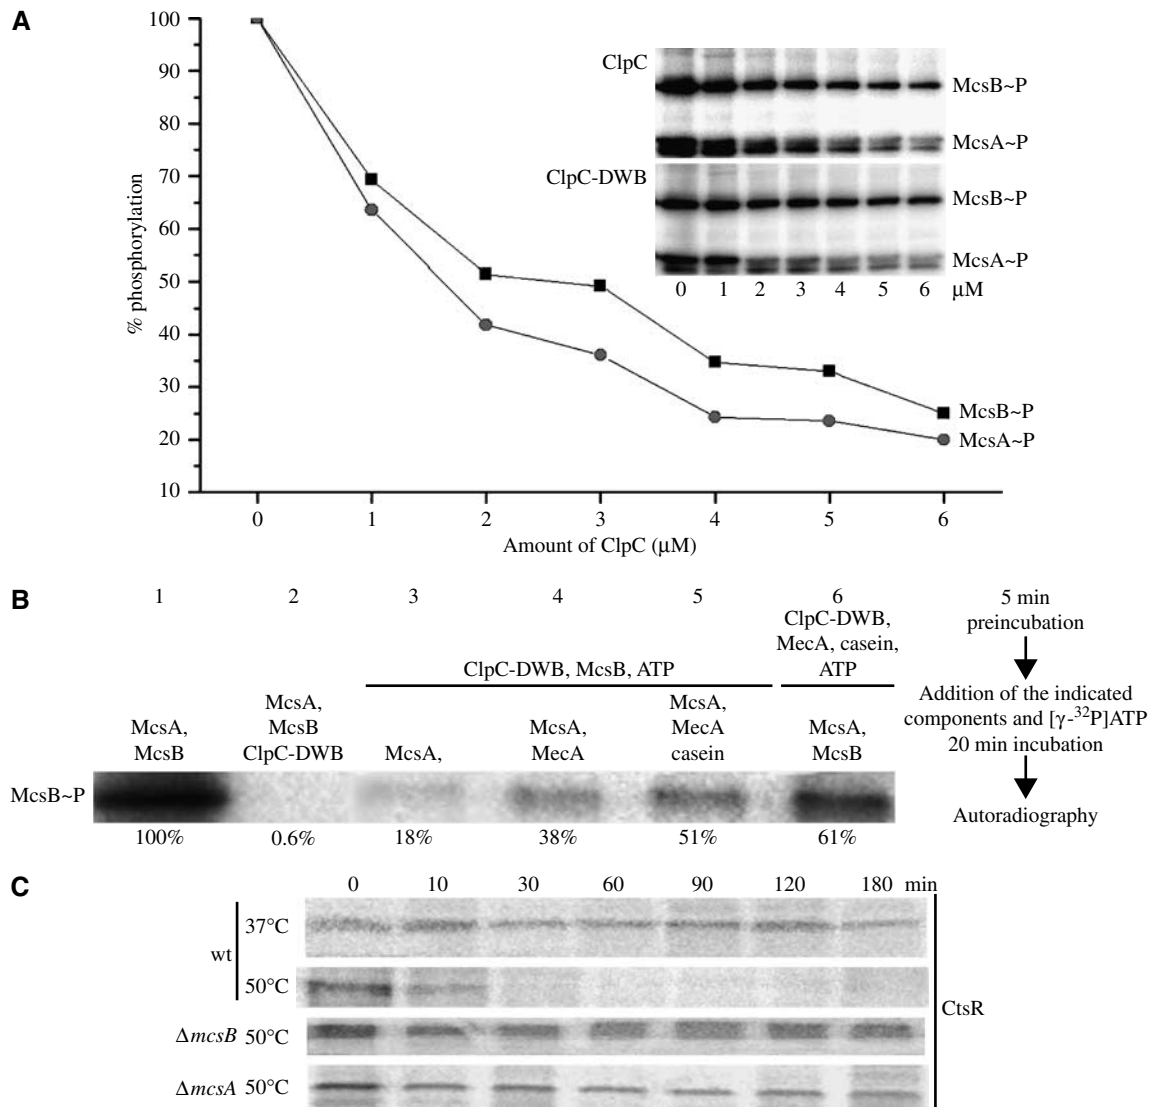 A
100
90
80
70
60
50
40
30
20
10
% phosphorylation
0 1 2 3 4 5 6
Amount of ClpC (μM)
McsB~P
McsA~P
ClpC
McsB~P
McsA~P
ClpC-DWB
McsB~P
McsA~P
0 1 2 3 4 5 6 μM
B
1 2 3 4 5 6
ClpC-DWB,
MecA, casein,
ATP
ClpC-DWB, McsB, ATP
McsA,
McsB
McsA,
McsB
ClpC-DWB
McsA,
McsA,
MecA
McsA,
MecA
casein
McsA,
McsB
McsB~P
100% 0.6% 18% 38% 51% 61%
5 min
preincubation
Addition of the indicated
components and [γ-³²P]ATP
20 min incubation
Autoradiography
C
0 10 30 60 90 120 180 min
wt
37°C
50°C
ΔmcsB 50°C
ΔmcsA 50°C
CtsR